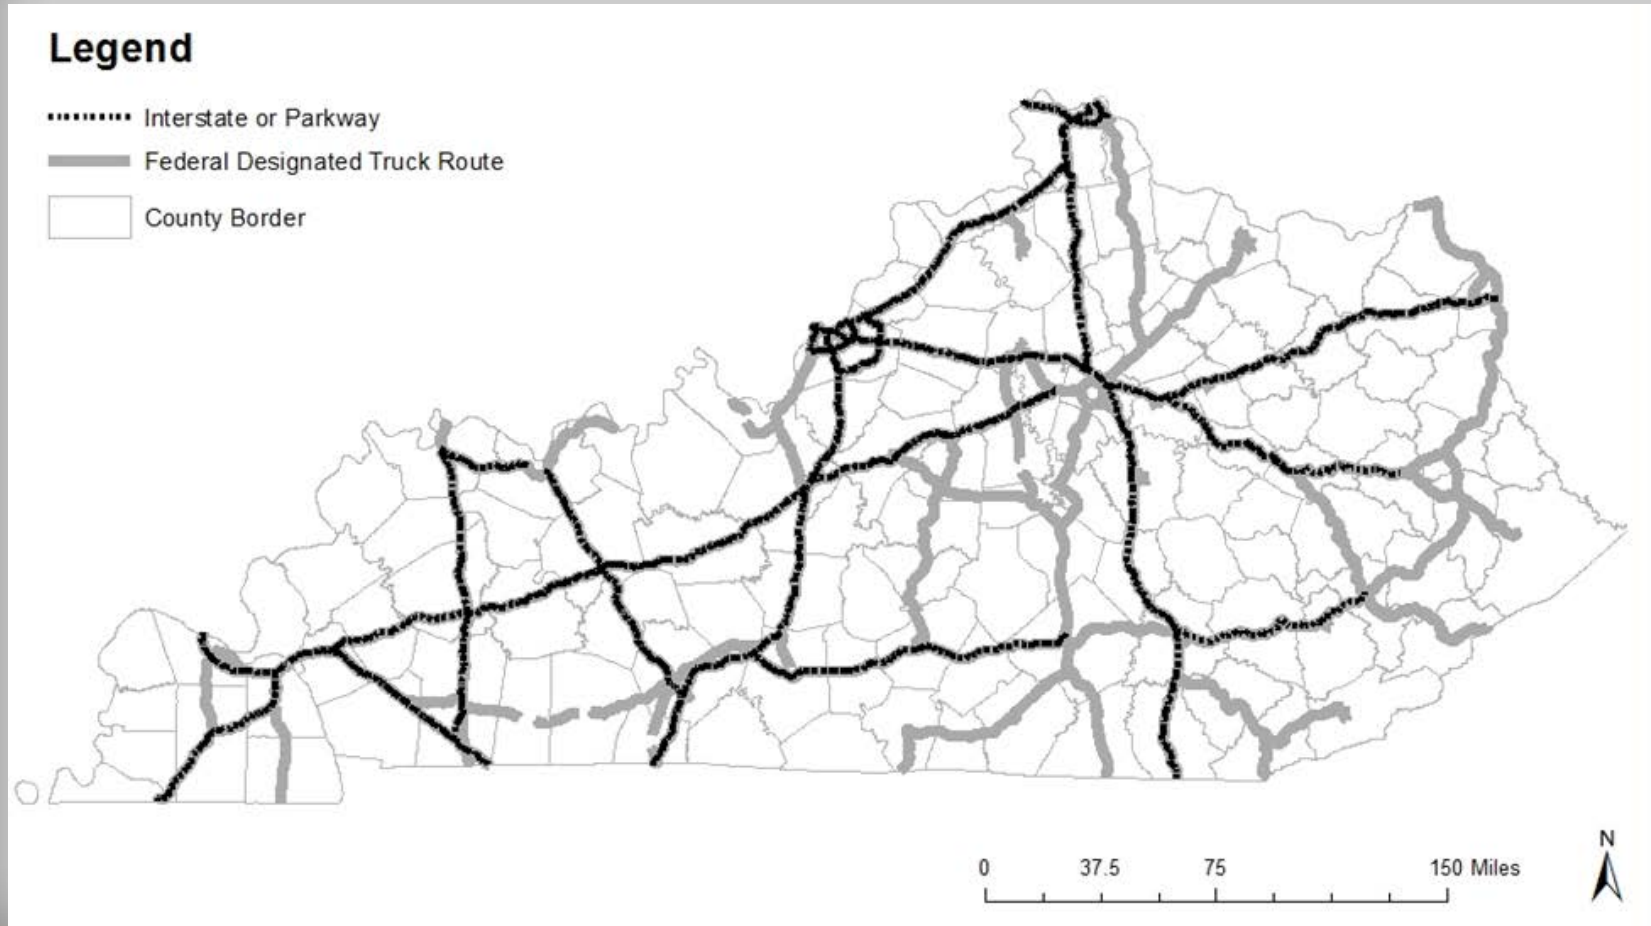 Legend
Interstate or Parkway
Federal Designated Truck Route
County Border
N
0 37.5 75 150 Miles